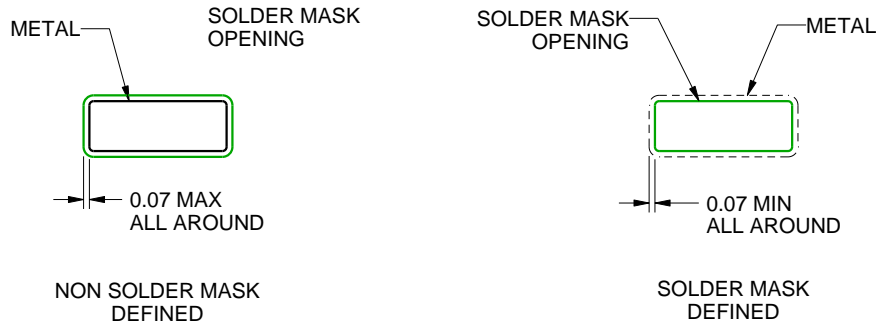 METAL
SOLDER MASK
OPENING
0.07 MAX
ALL AROUND
NON SOLDER MASK
DEFINED
SOLDER MASK
OPENING
METAL
0.07 MIN
ALL AROUND
SOLDER MASK
DEFINED